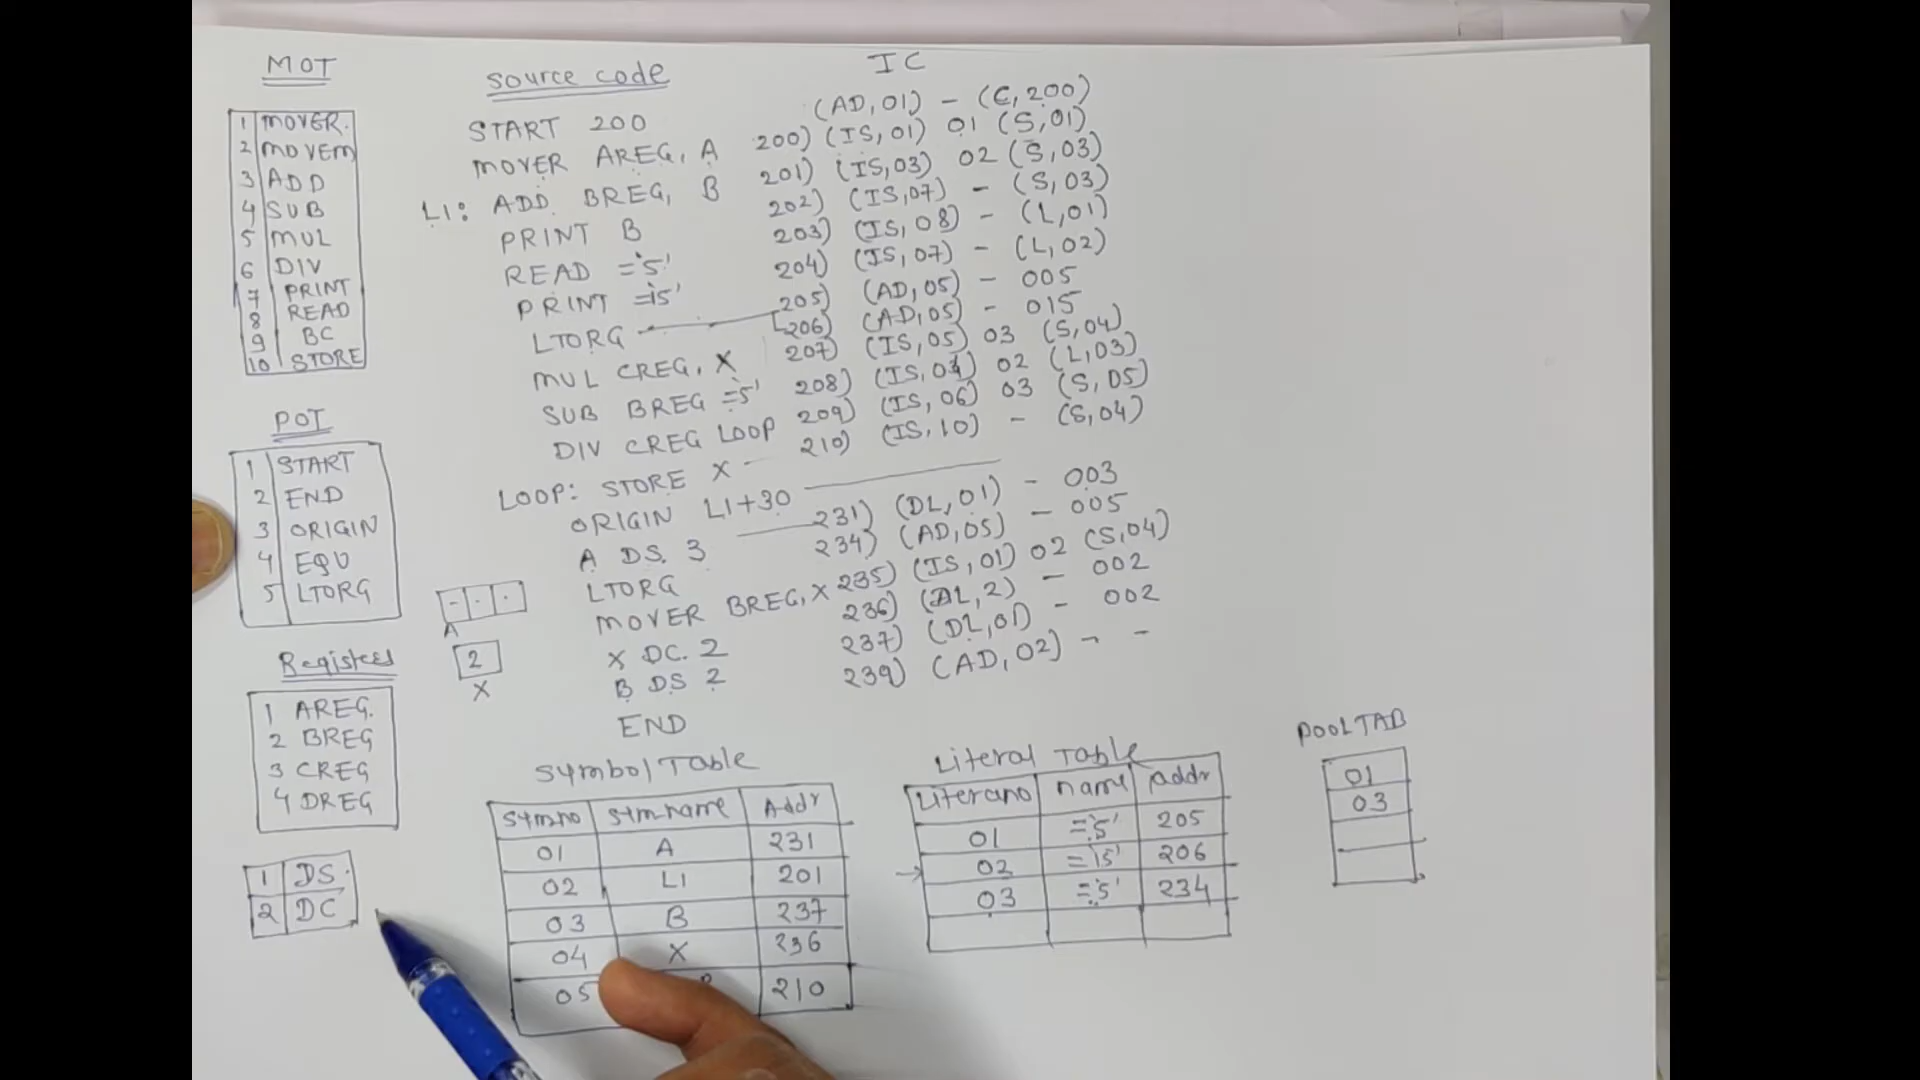 MOT
1 MOVER.
2 MOVEM
3 ADD
4 SUB
5 MUL
6 DIV
7 PRINT
8 READ
9 BC
10 STORE
POT
1 START
2 END
3 ORIGIN
4 EQU
5 LTORG
Registers
1 AREG.
2 BREG
3 CREG
4 DREG
1 DS.
2 DC
source code
START 200
MOVER AREG, A
L1: ADD BREG, B
PRINT B
READ ='5'
PRINT ='15'
LTORG
MUL CREG, X
SUB BREG ='5'
DIV CREG LOOP
LOOP: STORE X
ORIGIN L1+30
A DS. 3
LTORG
MOVER BREG, X
X DC. 2
B DS 2
END
A
2
X
IC
(AD, 01) - (C, 200)
200) (IS, 01) 01 (S, 01)
201) (IS, 03) 02 (S, 03)
202) (IS, 07) - (S, 03)
203) (IS, 08) - (L, 01)
204) (IS, 07) - (L, 02)
205) (AD, 05) - 005
206) (AD, 05) - 015
207) (IS, 05) 03 (S, 04)
208) (IS, 04) 02 (L, 03)
209) (IS, 06) 03 (S, 05)
210) (IS, 10) - (S, 04)
231) (DL, 01) - 003
234) (AD, 05) - 005
235) (IS, 01) 02 (S, 04)
236) (DL, 2) - 002
237) (DL, 01) - 002
239) (AD, 02) - -
Symbol Table
Symno Symname Addr
01 A 231
02 L1 201
03 B 237
04 X 236
05 210
Literal Table
Literano name Addr
01 ='5' 205
02 ='15' 206
03 ='5' 234
POOLTAB
01
03